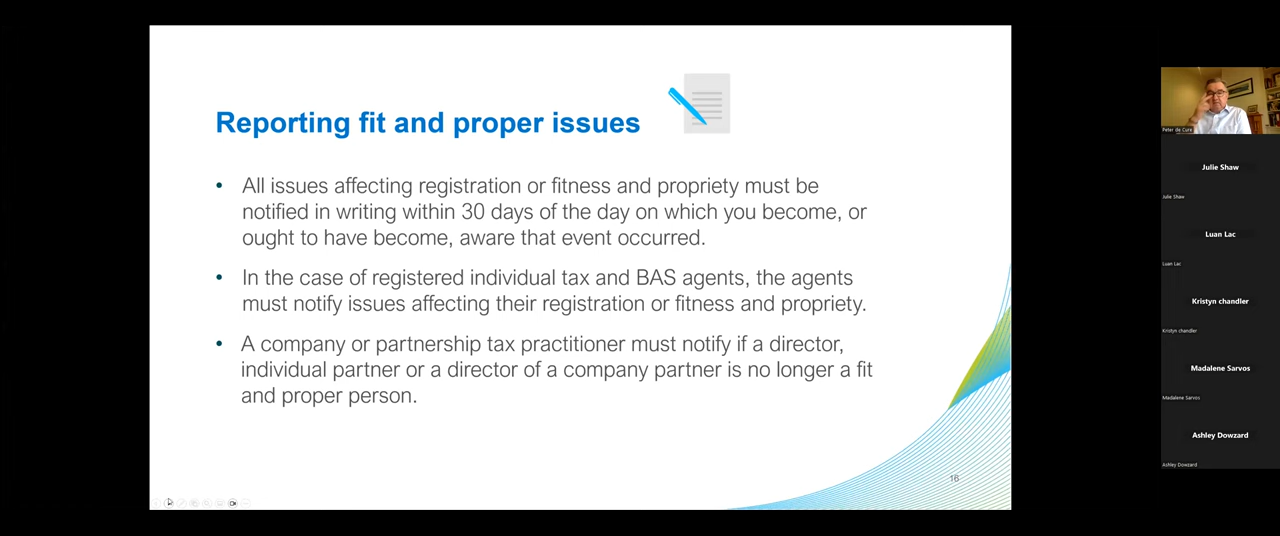 Reporting fit and proper issues
• All issues affecting registration or fitness and propriety must be
notified in writing within 30 days of the day on which you become, or
ought to have become, aware that event occurred.
• In the case of registered individual tax and BAS agents, the agents
must notify issues affecting their registration or fitness and propriety.
• A company or partnership tax practitioner must notify if a director,
individual partner or a director of a company partner is no longer a fit
and proper person.
16
Peter de Cure
Julie Shaw
Julie Shaw
Luan Lac
Luan Lac
Kristyn chandler
Kristyn chandler
Madalene Sarvos
Madalene Sarvos
Ashley Dowzard
Ashley Dowzard